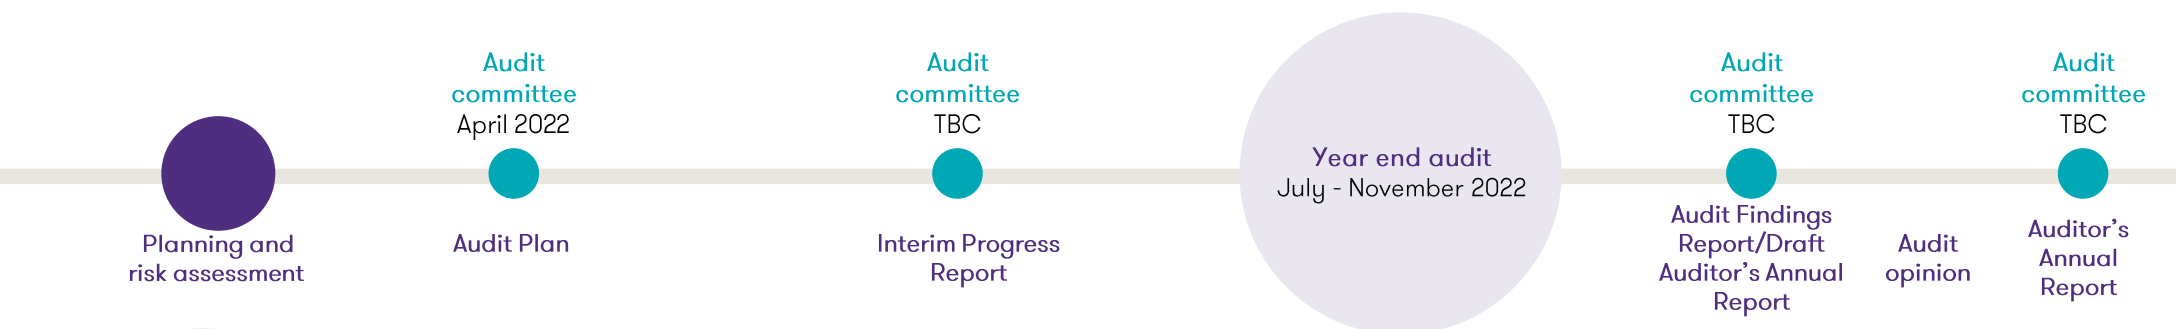 Planning and
risk assessment
Audit
committee
April 2022
Audit Plan
Audit
committee
TBC
Interim Progress
Report
Year end audit
July - November 2022
Audit
committee
TBC
Audit Findings
Report/Draft
Auditor’s Annual
Report
Audit
opinion
Audit
committee
TBC
Auditor’s
Annual
Report